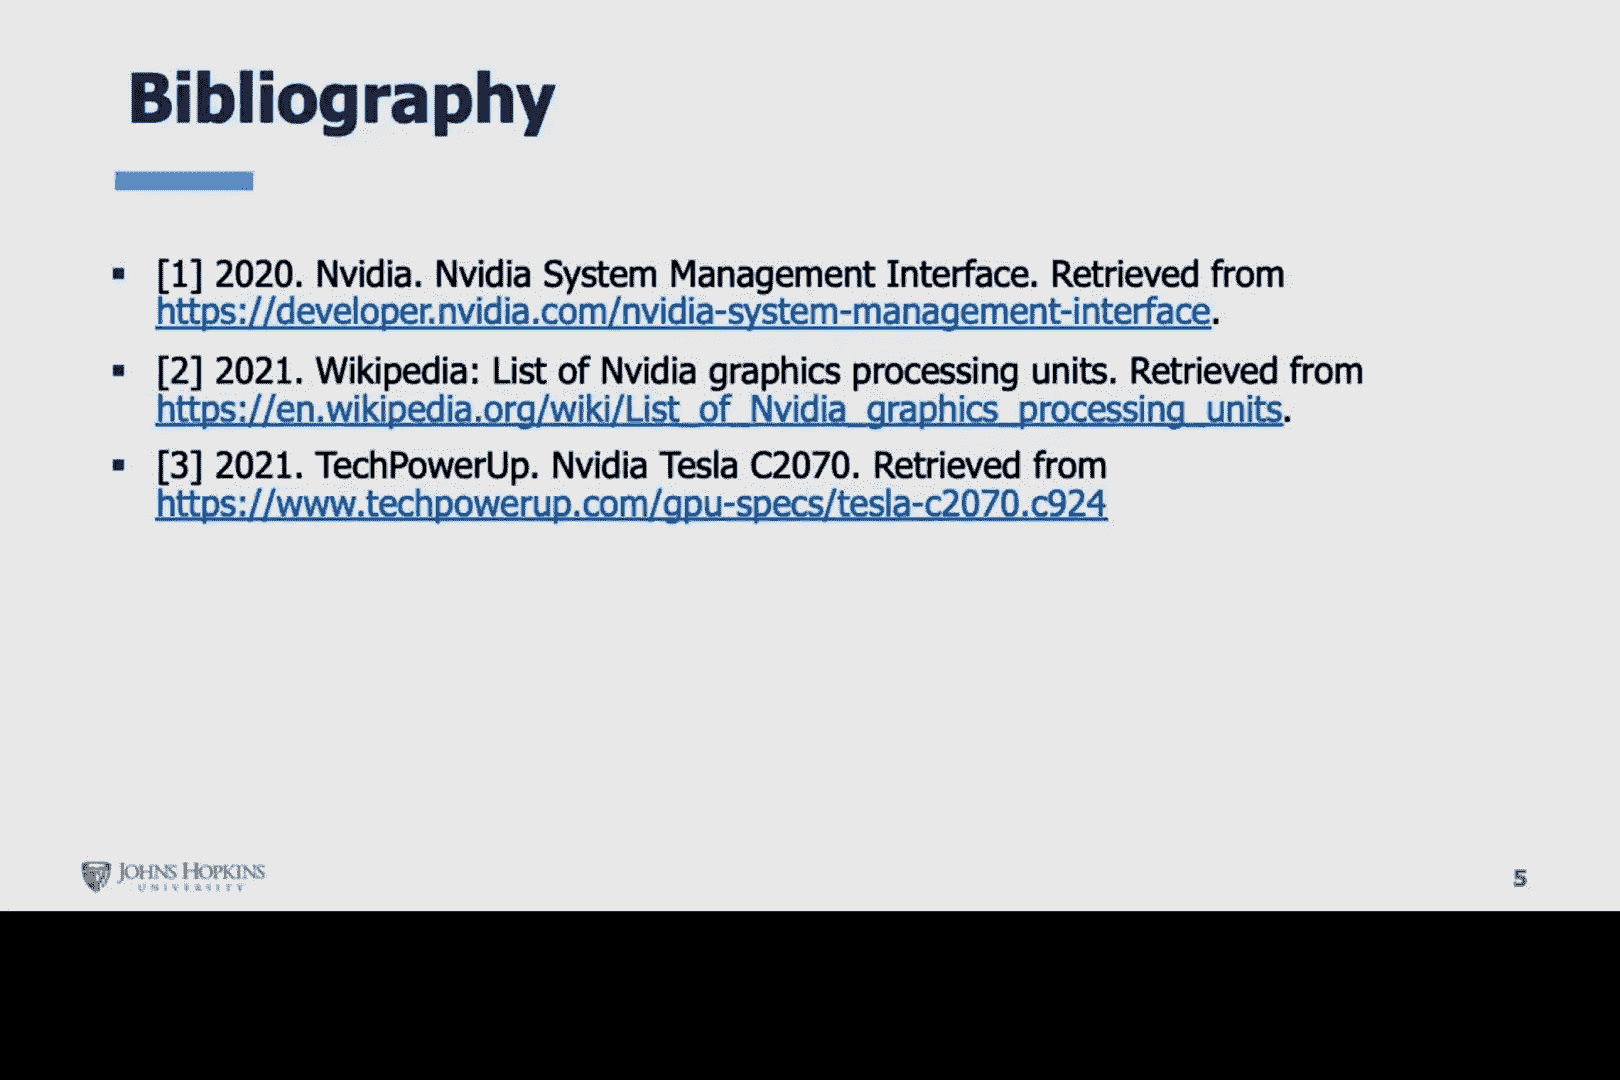 Bibliography
▪ [1] 2020. Nvidia. Nvidia System Management Interface. Retrieved from
https://developer.nvidia.com/nvidia-system-management-interface.
▪ [2] 2021. Wikipedia: List of Nvidia graphics processing units. Retrieved from
https://en.wikipedia.org/wiki/List_of_Nvidia_graphics_processing_units.
▪ [3] 2021. TechPowerUp. Nvidia Tesla C2070. Retrieved from
https://www.techpowerup.com/gpu-specs/tesla-c2070.c924
JOHNS HOPKINS
UNIVERSITY
5